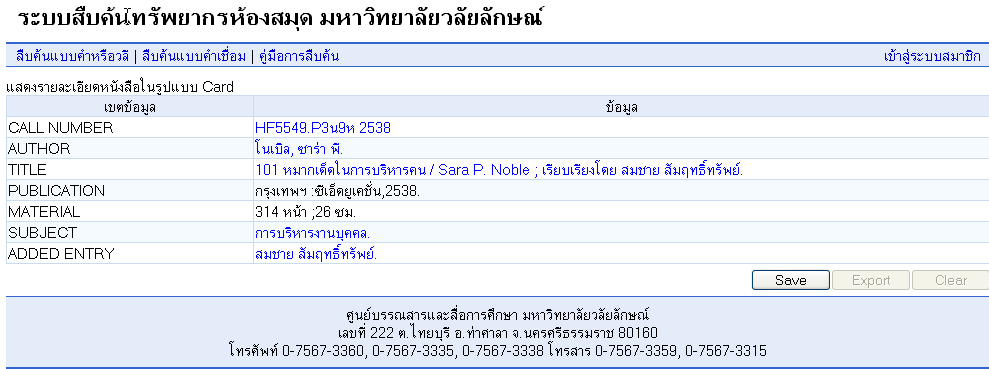 ระบบสืบค้นทรัพยากรห้องสมุด มหาวิทยาลัยวลัยลักษณ์
สืบค้นแบบคำหรือวลี | สืบค้นแบบคำเชื่อม | คู่มือการสืบค้น เข้าสู่ระบบสมาชิก
แสดงรายละเอียดหนังสือในรูปแบบ Card
เขตข้อมูล ข้อมูล
CALL NUMBER HF5549.P3น9ห 2538
AUTHOR โนเบิล, ซาร่า พี.
TITLE 101 หมากเด็ดในการบริหารคน / Sara P. Noble ; เรียบเรียงโดย สมชาย สัมฤทธิ์ทรัพย์.
PUBLICATION กรุงเทพฯ :ซีเอ็ดยูเคชั่น,2538.
MATERIAL 314 หน้า ;26 ซม.
SUBJECT การบริหารงานบุคคล.
ADDED ENTRY สมชาย สัมฤทธิ์ทรัพย์.
Save Export Clear
ศูนย์บรรณสารและสื่อการศึกษา มหาวิทยาลัยวลัยลักษณ์
เลขที่ 222 ต.ไทยบุรี อ.ท่าศาลา จ.นครศรีธรรมราช 80160
โทรศัพท์ 0-7567-3360, 0-7567-3335, 0-7567-3338 โทรสาร 0-7567-3359, 0-7567-3315